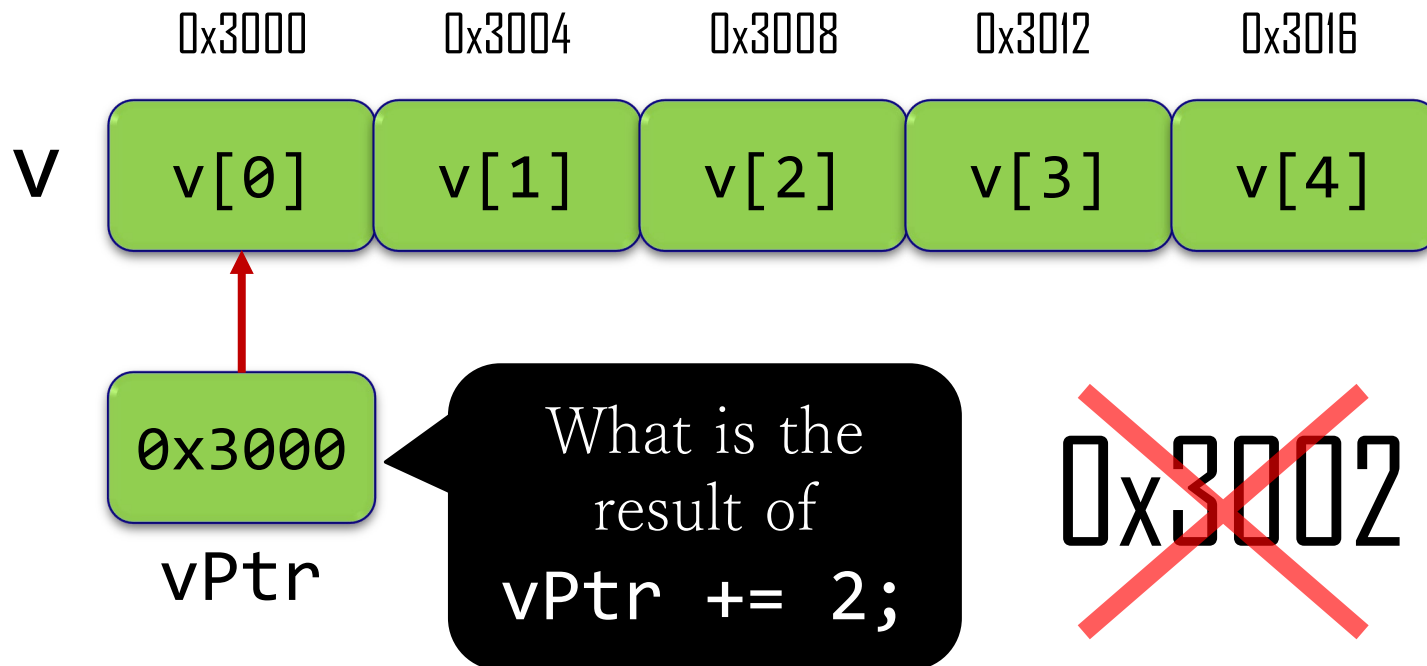 0x3000 0x3004 0x3008 0x3012 0x3016
v v[0] v[1] v[2] v[3] v[4]
0x3000
vPtr
What is the
result of
vPtr += 2;
0x3002